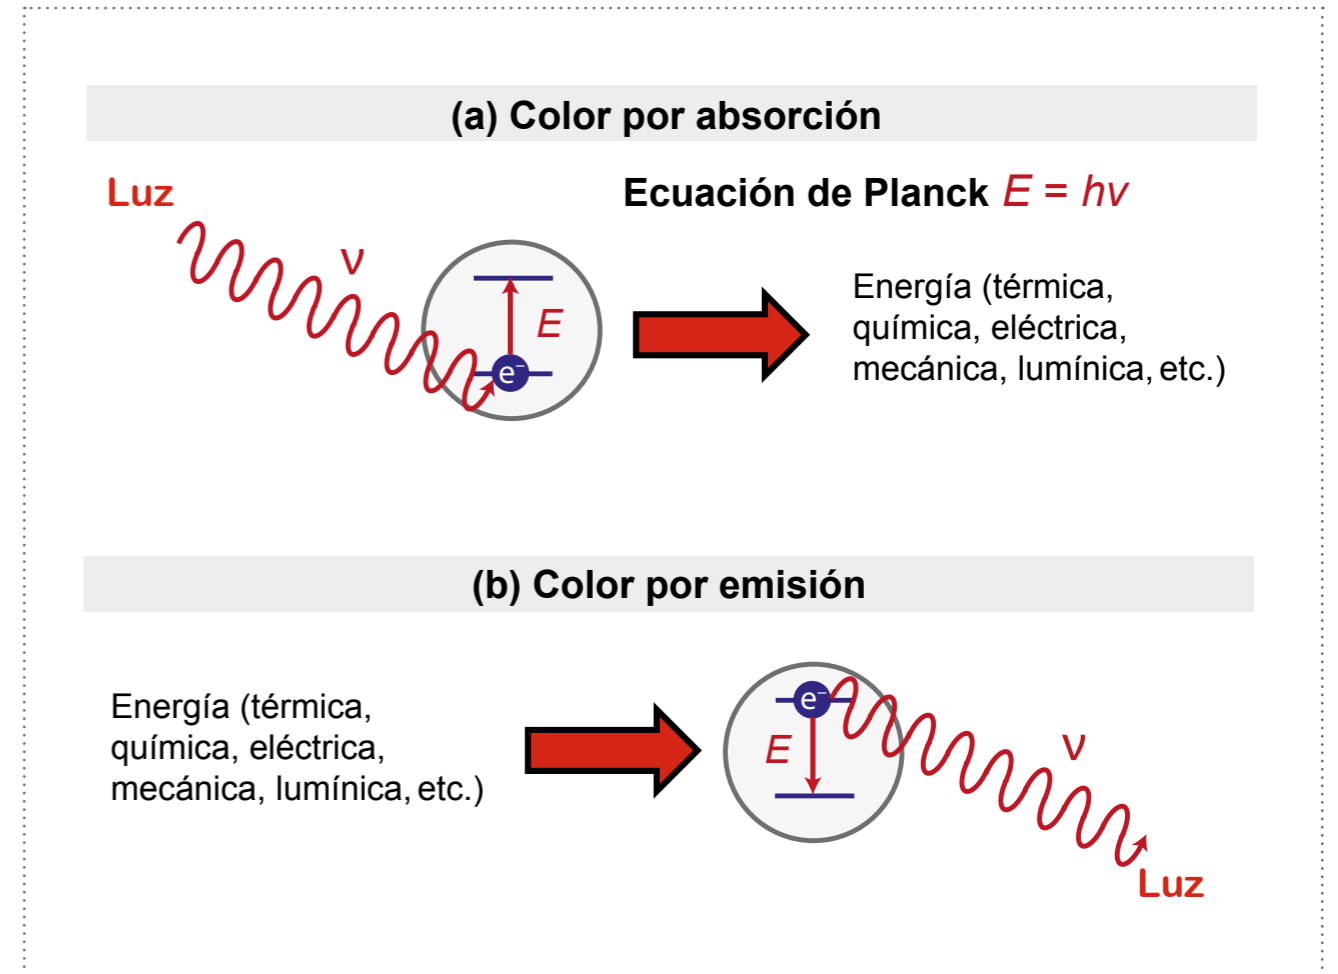 (a) Color por absorción
Luz
Ecuación de Planck E = hν
ν
E
e⁻
Energía (térmica,
química, eléctrica,
mecánica, lumínica, etc.)
(b) Color por emisión
Energía (térmica,
química, eléctrica,
mecánica, lumínica, etc.)
e⁻
E
ν
Luz